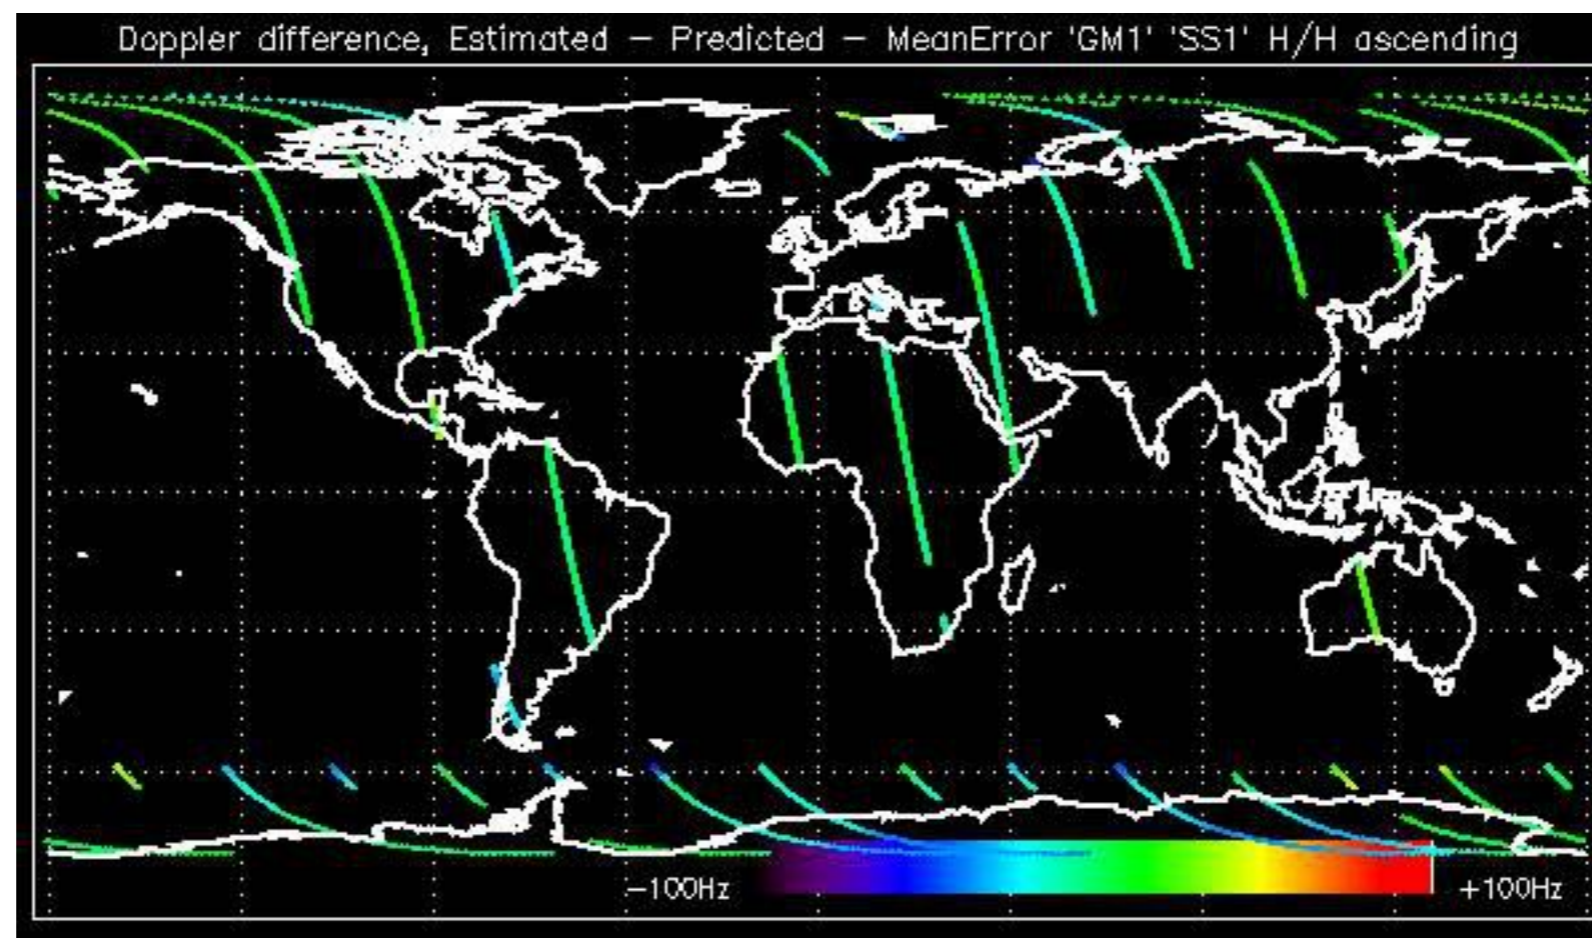 Doppler difference, Estimated - Predicted - MeanError 'GM1' 'SS1' H/H ascending
-100Hz
+100Hz